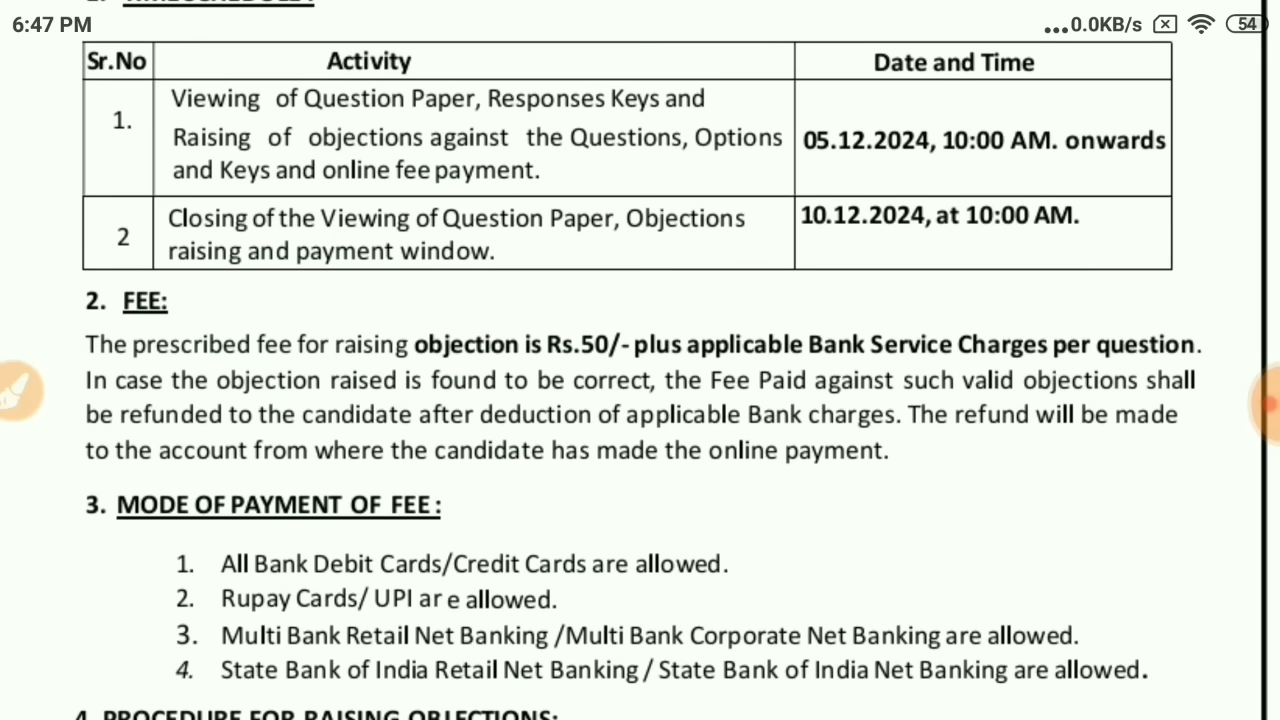 6:47 PM
...0.0KB/s
54
Sr.No Activity Date and Time
1. Viewing of Question Paper, Responses Keys and
Raising of objections against the Questions, Options
and Keys and online fee payment.
05.12.2024, 10:00 AM. onwards
2 Closing of the Viewing of Question Paper, Objections
raising and payment window.
10.12.2024, at 10:00 AM.
2. FEE:
The prescribed fee for raising objection is Rs.50/- plus applicable Bank Service Charges per question.
In case the objection raised is found to be correct, the Fee Paid against such valid objections shall
be refunded to the candidate after deduction of applicable Bank charges. The refund will be made
to the account from where the candidate has made the online payment.
3. MODE OF PAYMENT OF FEE:
1. All Bank Debit Cards/Credit Cards are allowed.
2. Rupay Cards/ UPI ar e allowed.
3. Multi Bank Retail Net Banking /Multi Bank Corporate Net Banking are allowed.
4. State Bank of India Retail Net Banking / State Bank of India Net Banking are allowed.
4. PROCEDURE FOR RAISING OBJECTIONS: